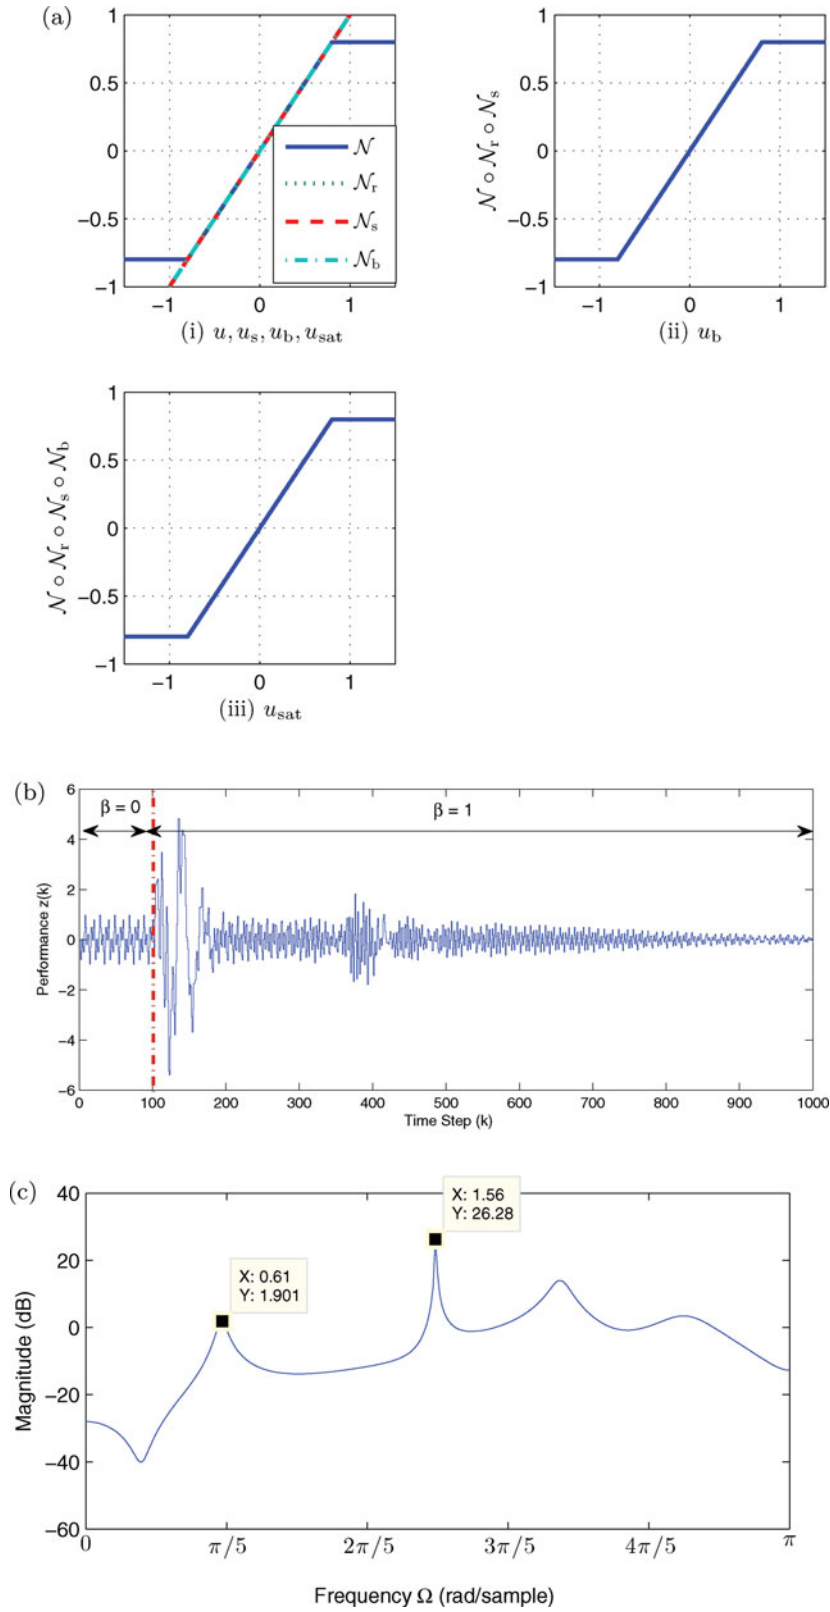 (a)
1
0.5
0
−0.5
−1
−1 0 1
𝒩
𝒩r
𝒩s
𝒩b
(i) u, us, ub, usat
𝒩 ∘ 𝒩r ∘ 𝒩s
1
0.5
0
−0.5
−1
−1 0 1
(ii) ub
𝒩 ∘ 𝒩r ∘ 𝒩s ∘ 𝒩b
1
0.5
0
−0.5
−1
−1 0 1
(iii) usat
(b)
Performance z(k)
6
4
2
0
−2
−4
−6
β = 0
β = 1
0 100 200 300 400 500 600 700 800 900 1000
Time Step (k)
(c)
Magnitude (dB)
40
20
0
−20
−40
−60
X: 0.61
Y: 1.901
X: 1.56
Y: 26.28
0 π/5 2π/5 3π/5 4π/5 π
Frequency Ω (rad/sample)